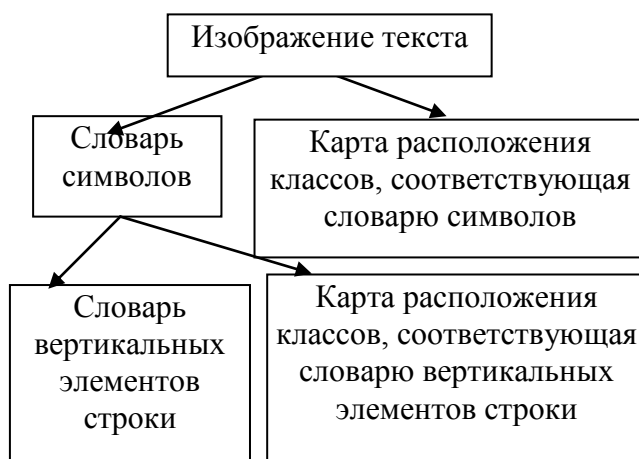 Изображение текста
Словарь
символов
Карта расположения
классов, соответствующая
словарю символов
Словарь
вертикальных
элементов
строки
Карта расположения
классов, соответствующая
словарю вертикальных
элементов строки